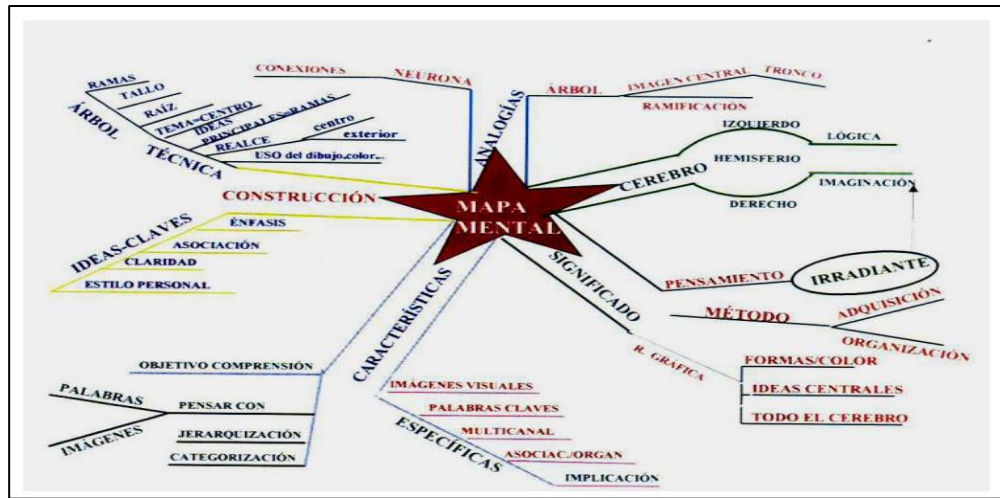 MAPA
MENTAL
ANALOGÍAS
NEURONA
CONEXIONES
ÁRBOL
IMAGEN CENTRAL
TRONCO
RAMIFICACIÓN
CEREBRO
IZQUIERDO
HEMISFERIO
DERECHO
LÓGICA
IMAGINACIÓN
PENSAMIENTO
IRRADIANTE
SIGNIFICADO
MÉTODO
ADQUISICIÓN
ORGANIZACIÓN
R. GRÁFICA
FORMAS/COLOR
IDEAS CENTRALES
TODO EL CEREBRO
CARACTERÍSTICAS
ESPECÍFICAS
IMÁGENES VISUALES
PALABRAS CLAVES
MULTICANAL
ASOCIAC./ORGAN
IMPLICACIÓN
OBJETIVO COMPRENSIÓN
PENSAR CON
PALABRAS
IMÁGENES
JERARQUIZACIÓN
CATEGORIZACIÓN
CONSTRUCCIÓN
IDEAS-CLAVES
ÉNFASIS
ASOCIACIÓN
CLARIDAD
ESTILO PERSONAL
TÉCNICA
ÁRBOL
RAMAS
TALLO
RAÍZ
TEMA=CENTRO
IDEAS
PRINCIPALES=RAMAS
REALCE
centro
exterior
USO del dibujo,color...